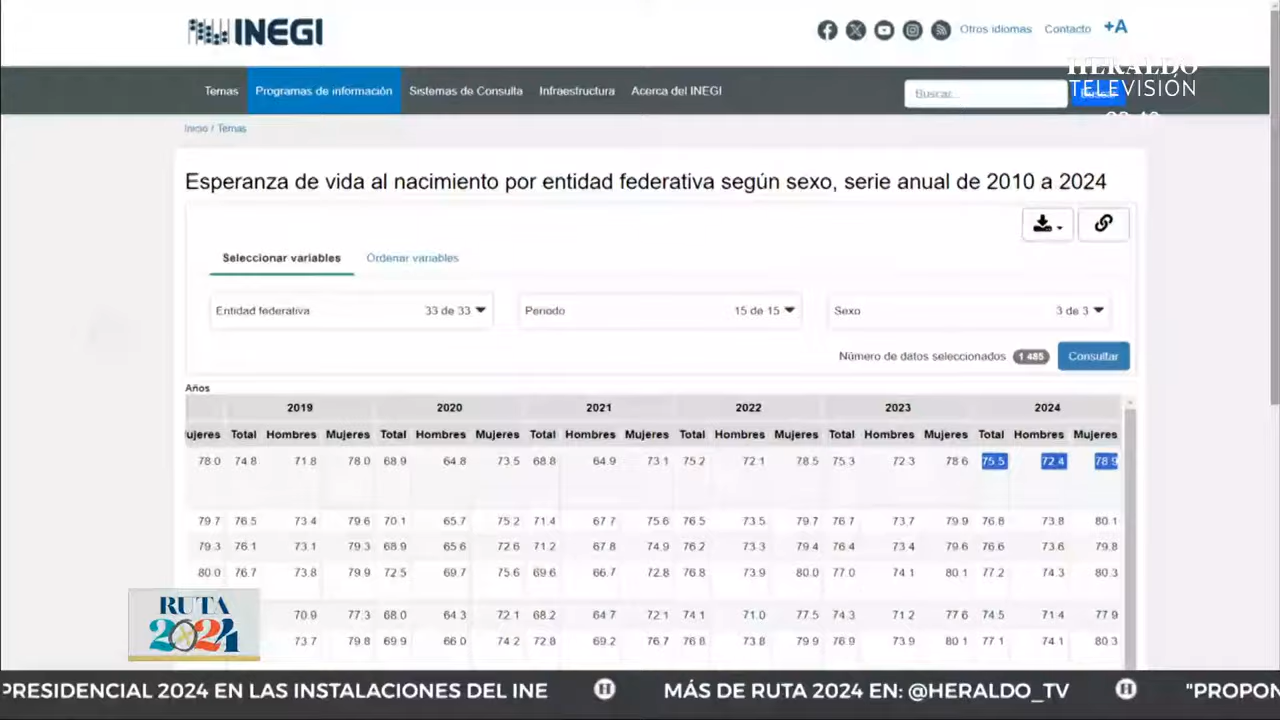 INEGI
Otros idiomas Contacto +A
HERALDO
TELEVISIÓN
Temas Programas de información Sistemas de Consulta Infraestructura Acerca del INEGI
Buscar...
Inicio / Temas
Esperanza de vida al nacimiento por entidad federativa según sexo, serie anual de 2010 a 2024
Seleccionar variables Ordenar variables
Entidad federativa 33 de 33 Periodo 15 de 15 Sexo 3 de 3
Número de datos seleccionados 1 485 Consultar
Años
2019 2020 2021 2022 2023 2024
ujeres Total Hombres Mujeres Total Hombres Mujeres Total Hombres Mujeres Total Hombres Mujeres Total Hombres Mujeres Total Hombres Mujeres
78.0 74.8 71.8 78.0 68.9 64.8 73.5 68.8 64.9 73.1 75.2 72.1 78.5 75.3 72.3 78.6 75.5 72.4 78.9
79.7 76.5 73.4 79.6 70.1 65.7 75.2 71.4 67.7 75.6 76.5 73.5 79.7 76.7 73.7 79.9 76.8 73.8 80.1
79.3 76.1 73.1 79.3 68.9 65.6 72.6 71.2 67.8 74.9 76.2 73.3 79.4 76.4 73.4 79.6 76.6 73.6 79.8
80.0 76.7 73.8 79.9 72.5 69.7 75.6 69.6 66.7 72.8 76.8 73.9 80.0 77.0 74.1 80.1 77.2 74.3 80.3
70.9 77.3 68.0 64.3 72.1 68.2 64.7 72.1 74.1 71.0 77.5 74.3 71.2 77.6 74.5 71.4 77.9
73.7 79.8 69.9 66.0 74.2 72.8 69.2 76.7 76.8 73.8 79.9 76.9 73.9 80.1 77.1 74.1 80.3
RUTA
2024
PRESIDENCIAL 2024 EN LAS INSTALACIONES DEL INE MÁS DE RUTA 2024 EN: @HERALDO_TV "PROPON